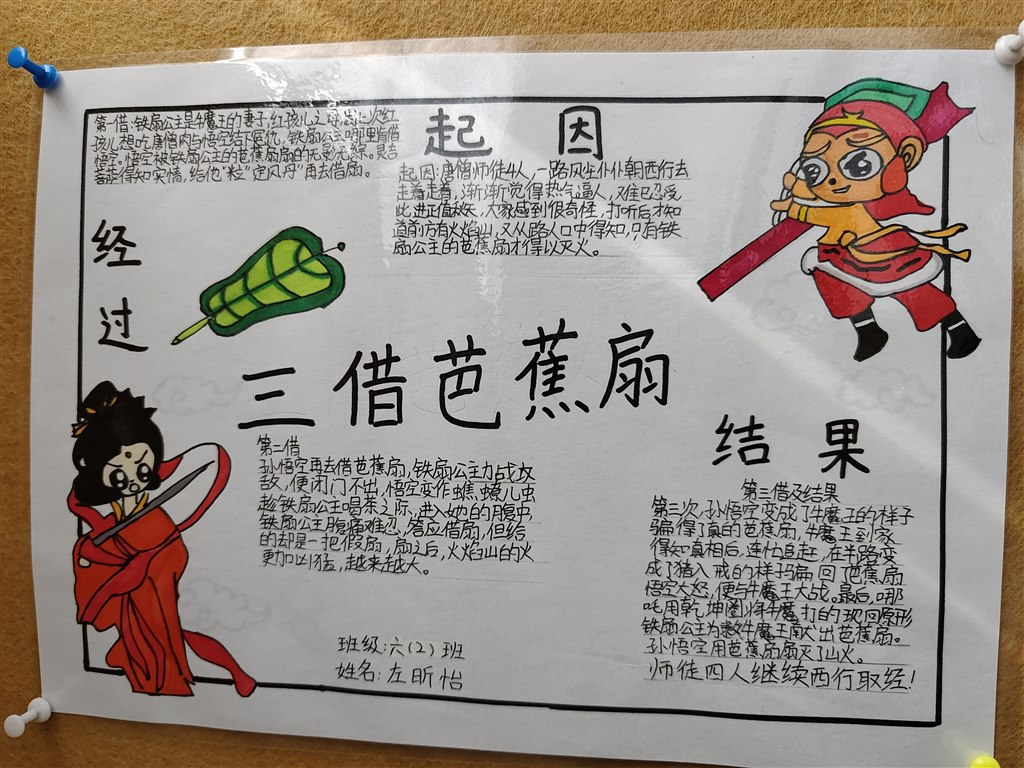 三借芭蕉扇
起因
起因:唐僧师徒4人,一路风尘仆仆朝西行去
走着走着,渐渐觉得热气逼人,又难忍受
此进正值秋天,大家感到很奇怪,打听后才知
道前方有火焰山,又从路人口中得知,只有铁
扇公主的芭蕉扇才得以灭火。
经过
第一借:铁扇公主是牛魔王的妻子,红孩儿之母
孩儿想吃唐僧肉与悟空结下冤仇,铁扇公主哪里肯借
悟空。悟空被铁扇公主的芭蕉扇扇的无影无踪。灵吉
菩萨得知实情,给他"粒"定风丹"再去借扇。
第二借
孙悟空再去借芭蕉扇,铁扇公主力战
敌,便闭门不出,悟空变作蟭蟟儿虫
趁铁扇公主喝茶之际,进入她的腹中,
铁扇公主腹痛难忍,答应借扇,但给
的却是一把假扇,扇之后,火焰山的火
更加凶猛,越来越大。
结果
第三借及结果
第三次,孙悟空变成了牛魔王的样子
骗得了真的芭蕉扇,牛魔王到家
得知真相后,连忙追赶,在半路变
成了猪八戒的样子骗回了芭蕉扇
悟空大怒,便与牛魔王大战。最后,哪
吒用乾坤圈将牛魔打的现回原形
铁扇公主为救牛魔王献出芭蕉扇。
孙悟空用芭蕉扇扇灭了山火。
师徒四人继续西行取经!
班级:六(2)班
姓名:左昕怡